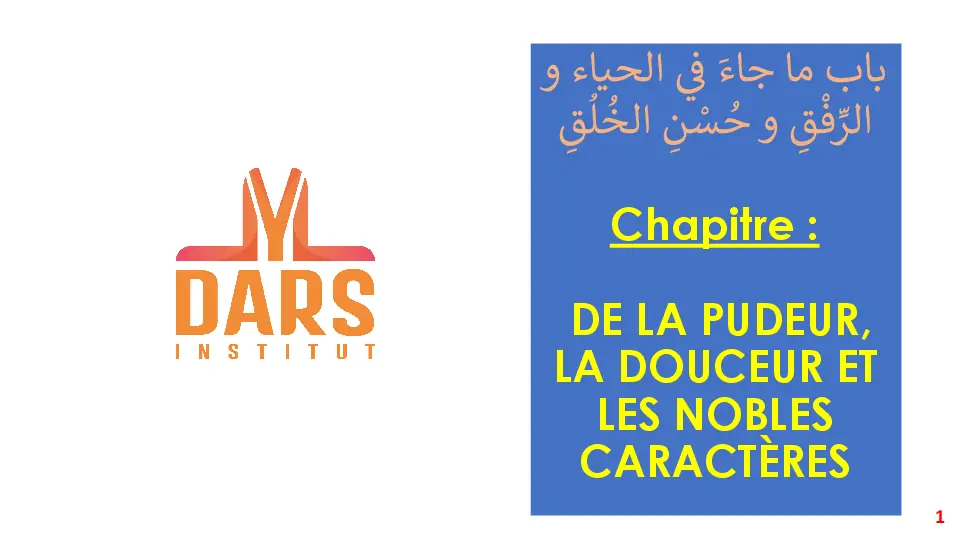 DARS
INSTITUT
باب ما جاءَ في الحياء و
الرِّفْقِ و حُسْنِ الخُلُقِ
Chapitre :
DE LA PUDEUR,
LA DOUCEUR ET
LES NOBLES
CARACTÈRES
1